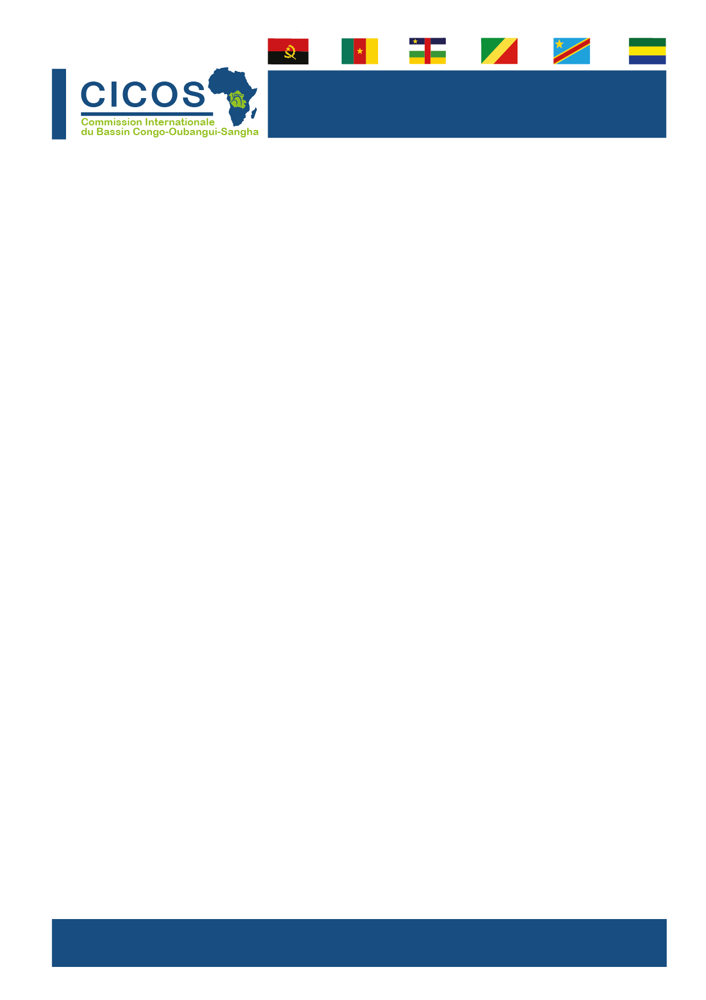 CICOS
Commission Internationale
du Bassin Congo-Oubangui-Sangha